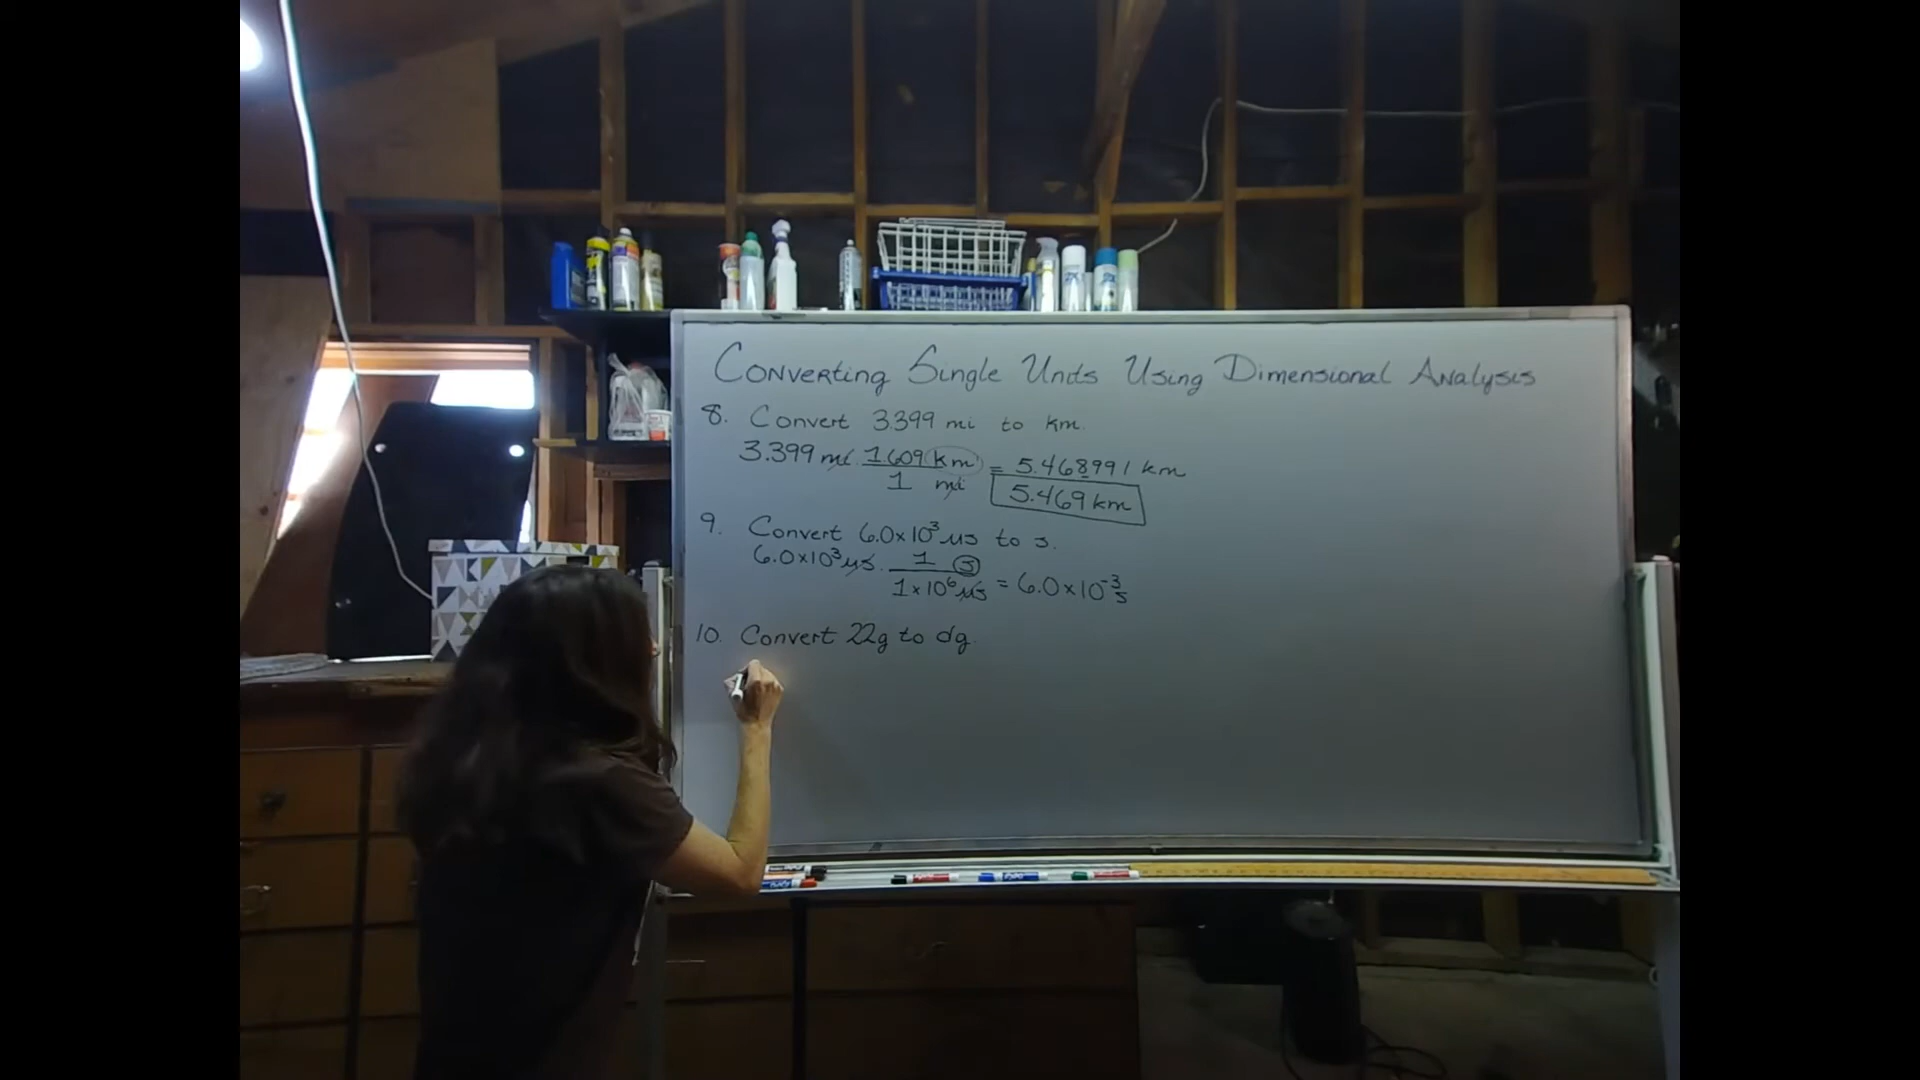 Converting Single Units Using Dimensional Analysis
8. Convert 3.399 mi to km.
3.399 mi . 1.609 km / 1 mi = 5.468991 km
5.469 km
9. Convert 6.0×10³ µs to s.
6.0×10³ µs . 1 s / 1×10⁶ µs = 6.0×10⁻³ s
10. Convert 22g to dg.